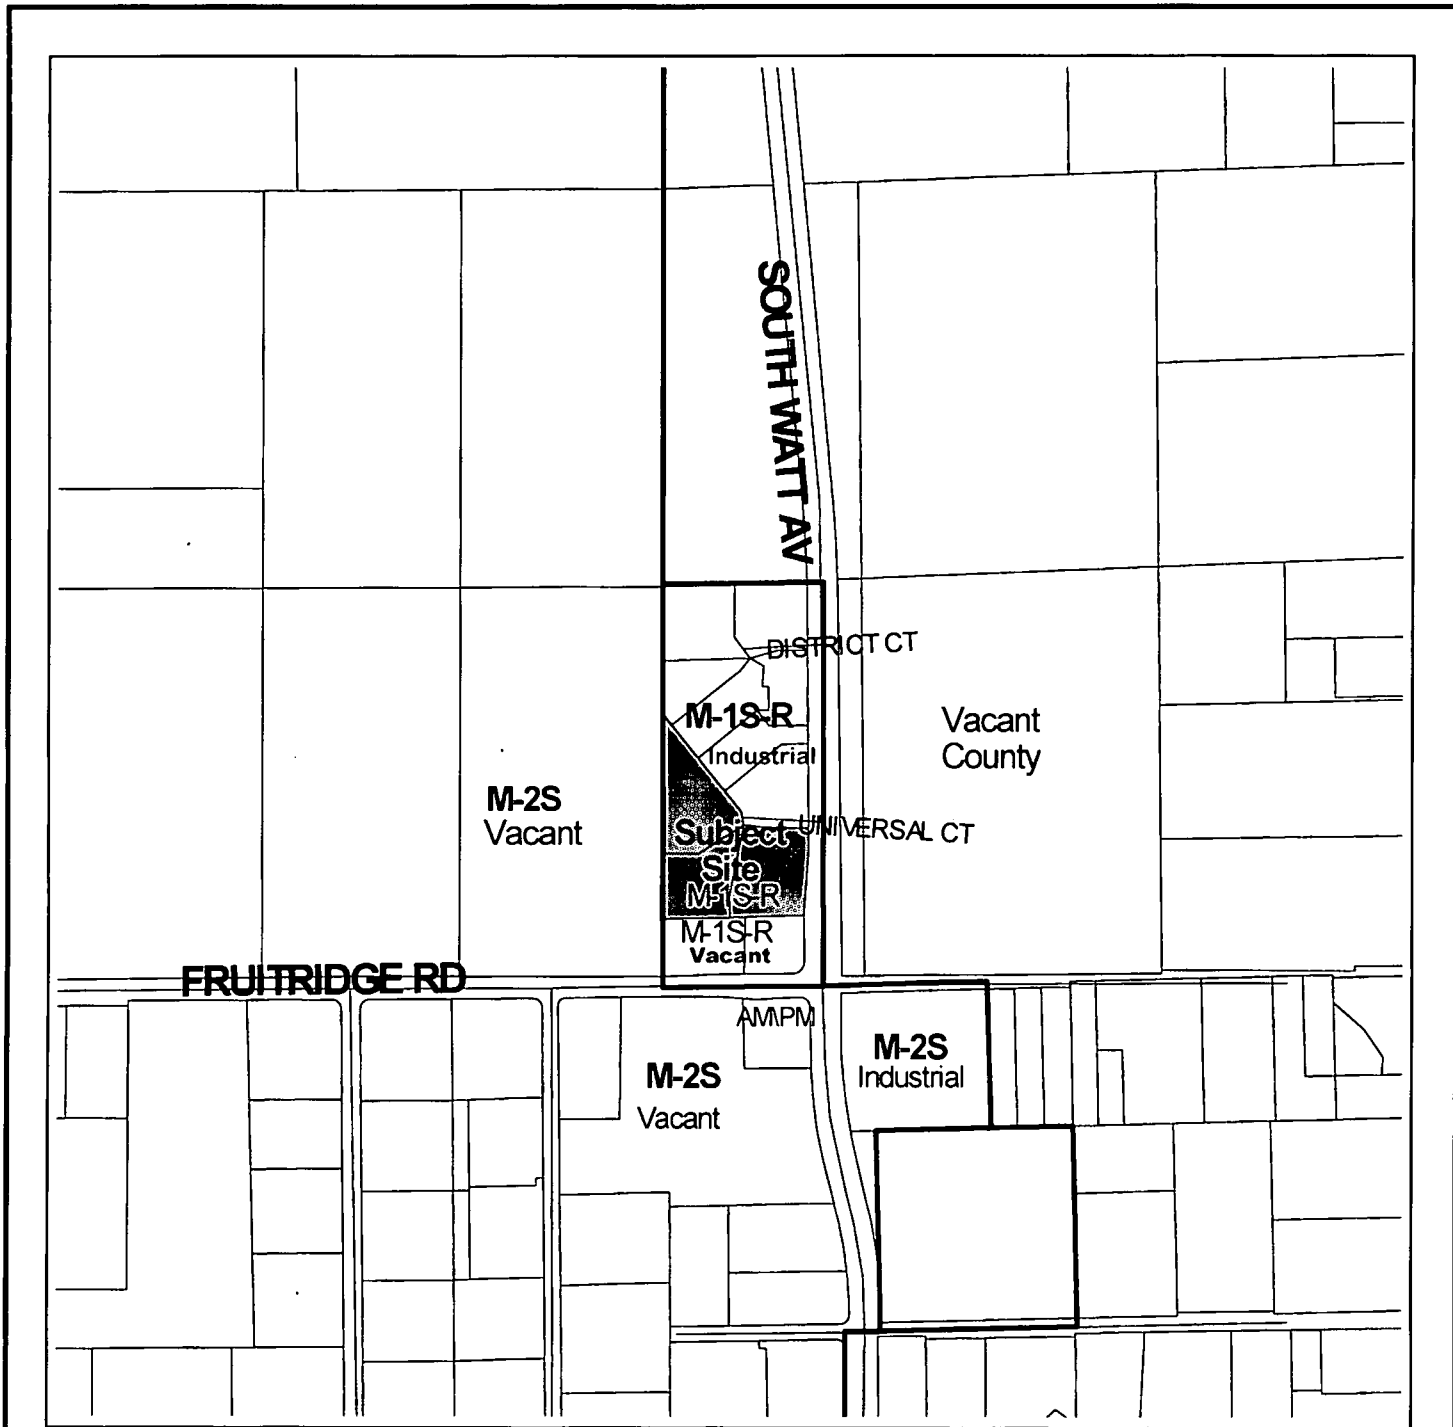 SOUTH WATT AV
DISTRICT CT
M-1S-R
Industrial
Vacant
County
M-2S
Vacant
UNIVERSAL CT
Subject
Site
M-1S-R
M-1S-R
Vacant
FRUITRIDGE RD
AM\PM
M-2S
Industrial
M-2S
Vacant